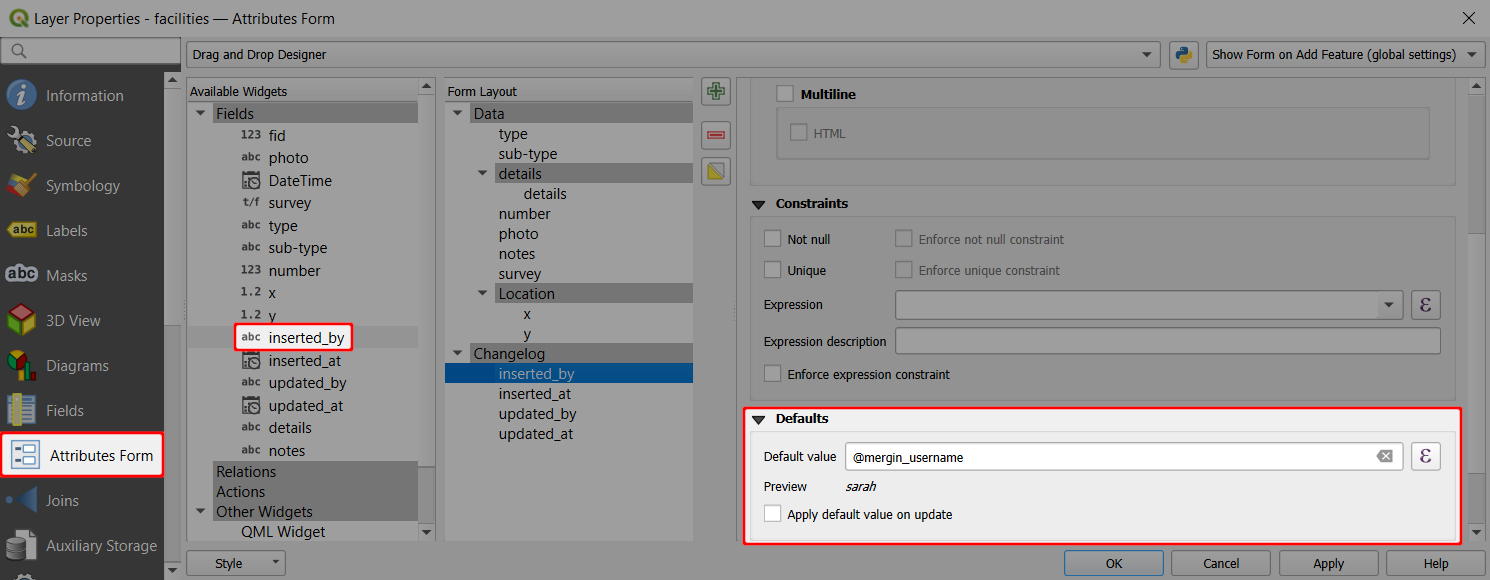 Layer Properties - facilities — Attributes Form
Drag and Drop Designer
Show Form on Add Feature (global settings)
Information
Source
Symbology
abc Labels
abc Masks
3D View
Diagrams
Fields
Attributes Form
Joins
Auxiliary Storage
Available Widgets
Fields
123 fid
abc photo
DateTime
t/f survey
abc type
abc sub-type
123 number
1.2 x
1.2 y
abc inserted_by
inserted_at
abc updated_by
updated_at
abc details
abc notes
Relations
Actions
Other Widgets
QML Widget
Form Layout
Data
type
sub-type
details
details
number
photo
notes
survey
Location
x
y
Changelog
inserted_by
inserted_at
updated_by
updated_at
Multiline
HTML
Constraints
Not null Enforce not null constraint
Unique Enforce unique constraint
Expression ε
Expression description
Enforce expression constraint
Defaults
Default value @mergin_username ε
Preview sarah
Apply default value on update
Style OK Cancel Apply Help